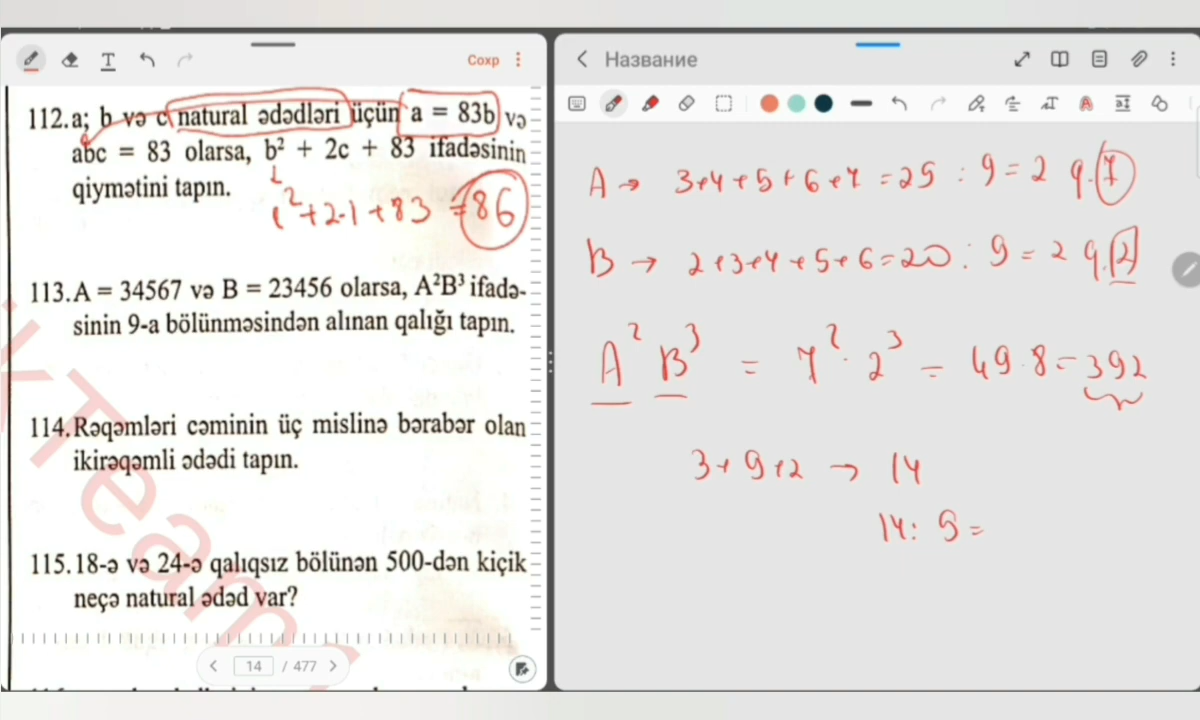 Сохр
112. a; b və c natural ədədləri üçün a = 83b və
abc = 83 olarsa, b² + 2c + 83 ifadəsinin
qiymətini tapın.
1² + 2·1 + 83 = 86
113. A = 34567 və B = 23456 olarsa, A²B³ ifadə-
sinin 9-a bölünməsindən alınan qalığı tapın.
114. Rəqəmləri cəminin üç mislinə bərabər olan
ikirəqəmli ədədi tapın.
115. 18-ə və 24-ə qalıqsız bölünən 500-dən kiçik
neçə natural ədəd var?
14 / 477
Название
A → 3+4+5+6+7=25 : 9 = 2 q.7
B → 2+3+4+5+6=20 : 9 = 2 q.2
A² B³ = 7² · 2³ = 49·8 = 392
3+9+2 → 14
14 : 9 =